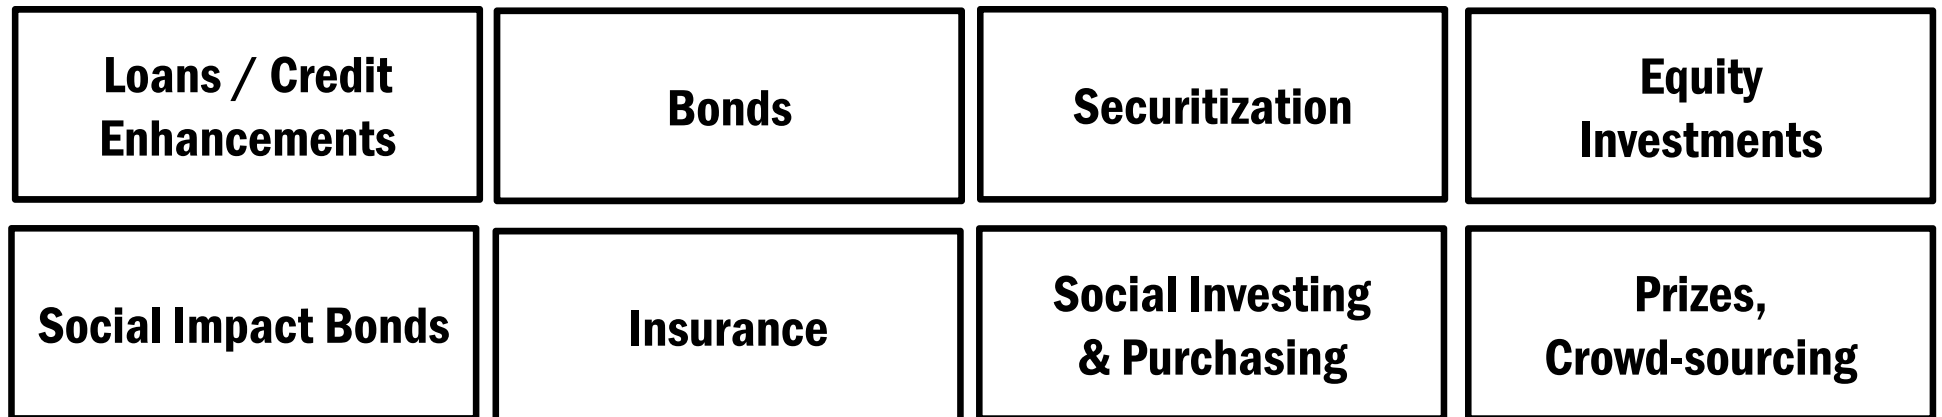 Loans / Credit
Enhancements
Bonds
Securitization
Equity
Investments
Social Impact Bonds
Insurance
Social Investing
& Purchasing
Prizes,
Crowd-sourcing